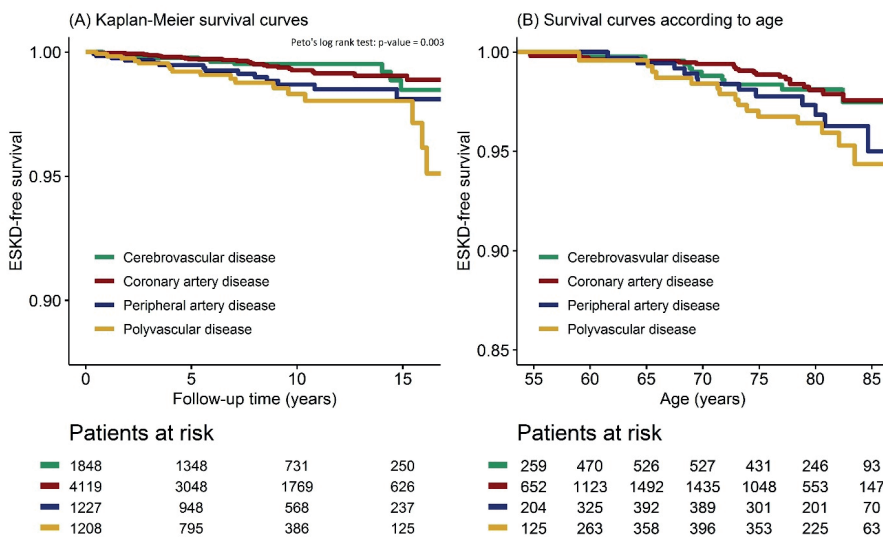 (A) Kaplan-Meier survival curves
Peto's log rank test: p-value = 0.003
1.00
0.95
0.90
ESKD-free survival
Cerebrovascular disease
Coronary artery disease
Peripheral artery disease
Polyvascular disease
0 5 10 15
Follow-up time (years)
Patients at risk
1848 1348 731 250
4119 3048 1769 626
1227 948 568 237
1208 795 386 125
(B) Survival curves according to age
1.00
0.95
0.90
0.85
ESKD-free survival
Cerebrovasvular disease
Coronary artery disease
Peripheral artery disease
Polyvascular disease
55 60 65 70 75 80 85
Age (years)
Patients at risk
259 470 526 527 431 246 93
652 1123 1492 1435 1048 553 147
204 325 392 389 301 201 70
125 263 358 396 353 225 63